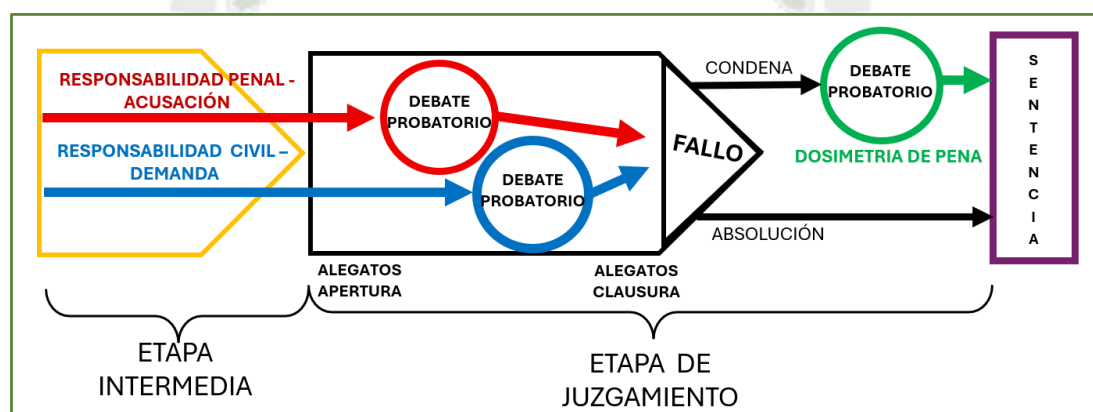 RESPONSABILIDAD PENAL -
ACUSACIÓN
RESPONSABILIDAD CIVIL –
DEMANDA
DEBATE
PROBATORIO
DEBATE
PROBATORIO
ALEGATOS
APERTURA
ALEGATOS
CLAUSURA
FALLO
CONDENA
ABSOLUCIÓN
DEBATE
PROBATORIO
DOSIMETRIA DE PENA
S
E
N
T
E
N
C
I
A
ETAPA
INTERMEDIA
ETAPA DE
JUZGAMIENTO